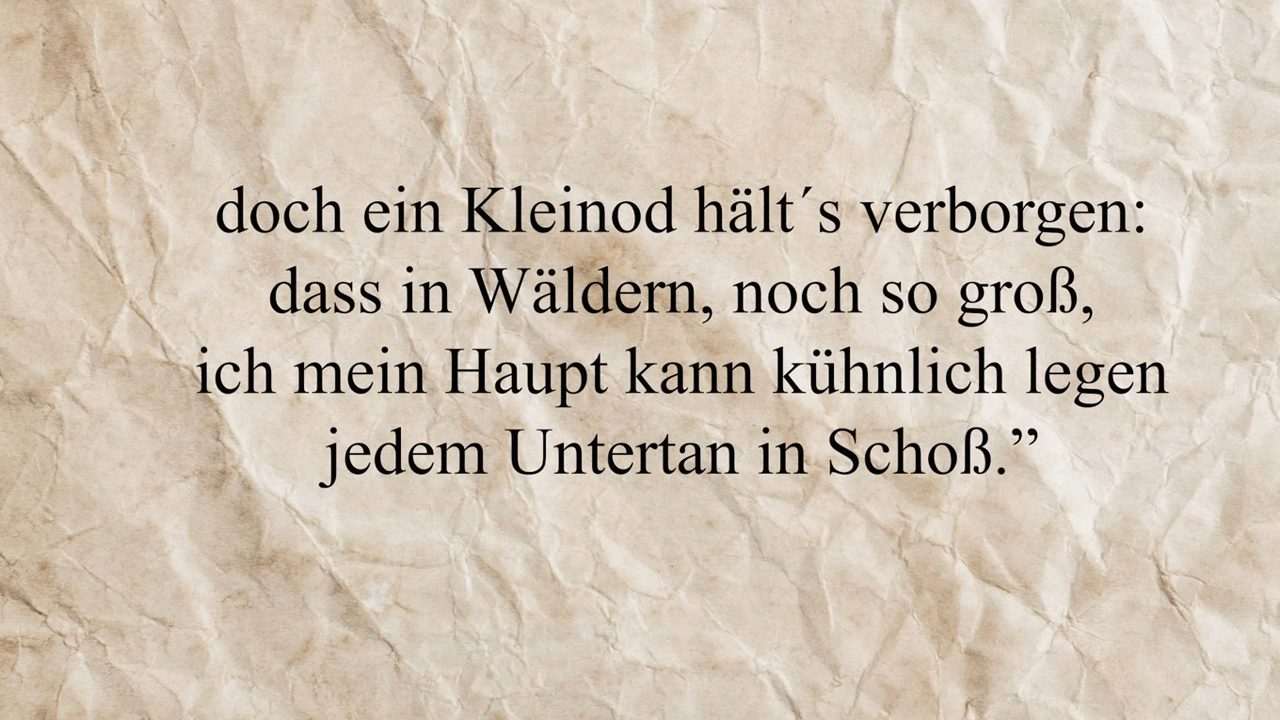 doch ein Kleinod hält´s verborgen:
dass in Wäldern, noch so groß,
ich mein Haupt kann kühnlich legen
jedem Untertan in Schoß.”